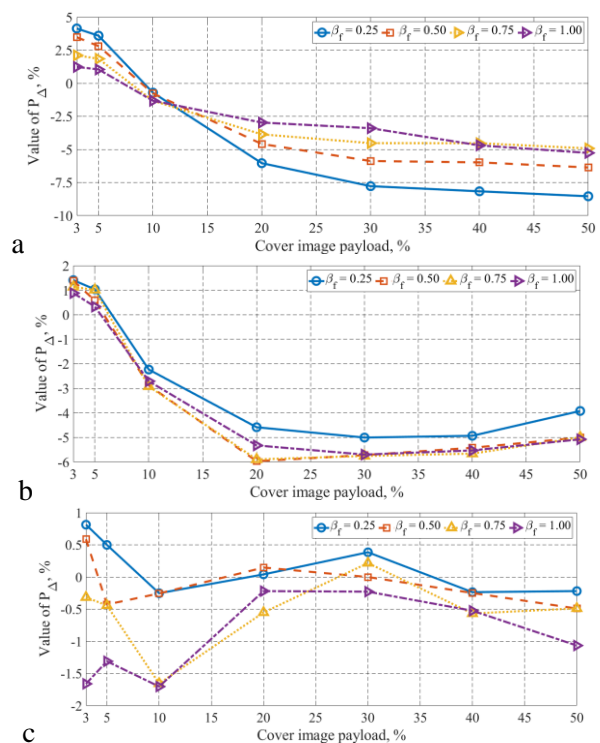 5
2.5
0
-2.5
-5
-7.5
-10
Value of P_Δ, %
β_f = 0.25 β_f = 0.50 β_f = 0.75 β_f = 1.00
3 5 10 15 20 25 30 35 40 45 50
Cover image payload, %
a
2
1
0
-1
-2
-3
-4
-5
-6
Value of P_Δ, %
β_f = 0.25 β_f = 0.50 β_f = 0.75 β_f = 1.00
3 5 10 15 20 25 30 35 40 45 50
Cover image payload, %
b
1
0.5
0
-0.5
-1
-1.5
-2
Value of P_Δ, %
β_f = 0.25 β_f = 0.50 β_f = 0.75 β_f = 1.00
3 5 10 15 20 25 30 35 40 45 50
Cover image payload, %
c